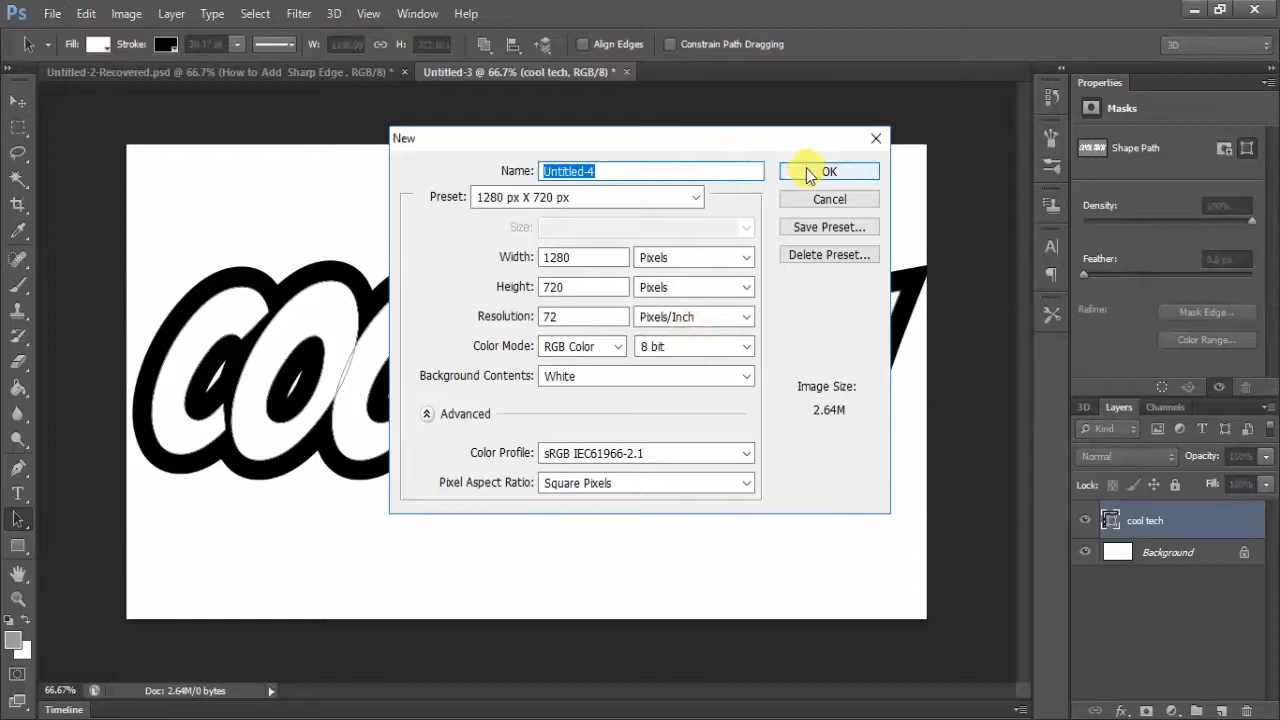 Ps File Edit Image Layer Type Select Filter 3D View Window Help
Fill: Stroke: W: H: Align Edges Constrain Path Dragging 3D
Untitled-2-Recovered.psd @ 66.7% (How to Add Sharp Edge , RGB/8) * × Untitled-3 @ 66.7% (cool tech, RGB/8) * ×
Properties
Masks
Shape Path
Density: 100%
Feather:
Refine: Mask Edge...
Color Range...
New
Name: Untitled-4 OK
Preset: 1280 px X 720 px Cancel
Size: Save Preset...
Width: 1280 Pixels Delete Preset...
Height: 720 Pixels
Resolution: 72 Pixels/Inch
Color Mode: RGB Color 8 bit
Background Contents: White
Image Size:
2.64M
Advanced
Color Profile: sRGB IEC61966-2.1
Pixel Aspect Ratio: Square Pixels
3D Layers Channels
Kind
Normal Opacity: 100%
Lock: Fill: 100%
cool tech
Background
66.67% Doc: 2.64M/0 bytes
Timeline